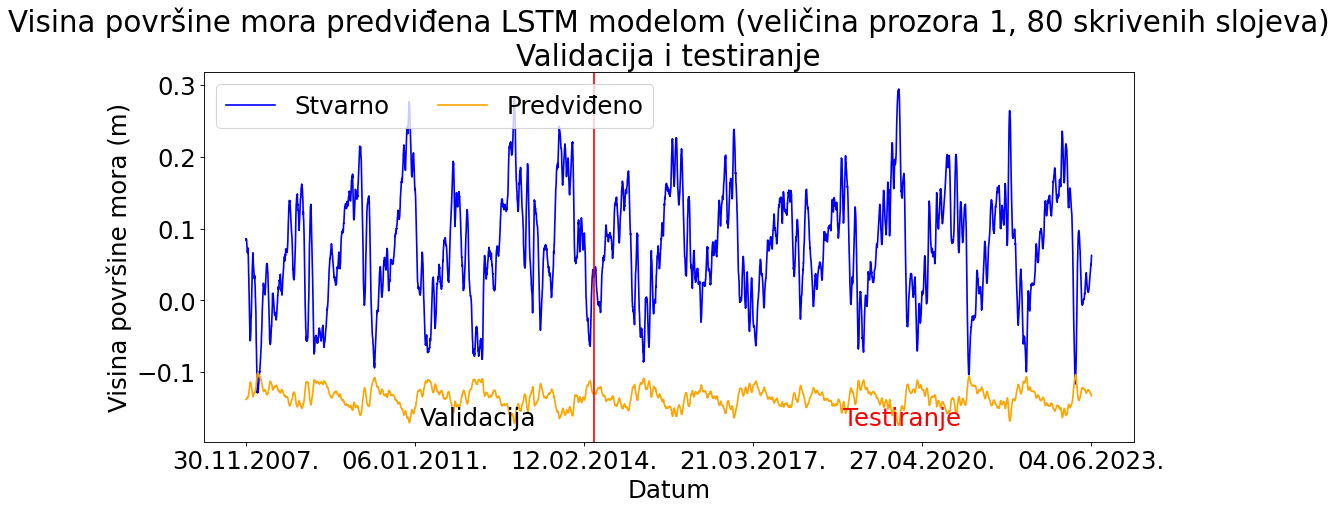 Visina površine mora predviđena LSTM modelom (veličina prozora 1, 80 skrivenih slojeva)
Validacija i testiranje
Stvarno
Predviđeno
Visina površine mora (m)
0.3
0.2
0.1
0.0
−0.1
Validacija
Testiranje
30.11.2007.
06.01.2011.
12.02.2014.
21.03.2017.
27.04.2020.
04.06.2023.
Datum